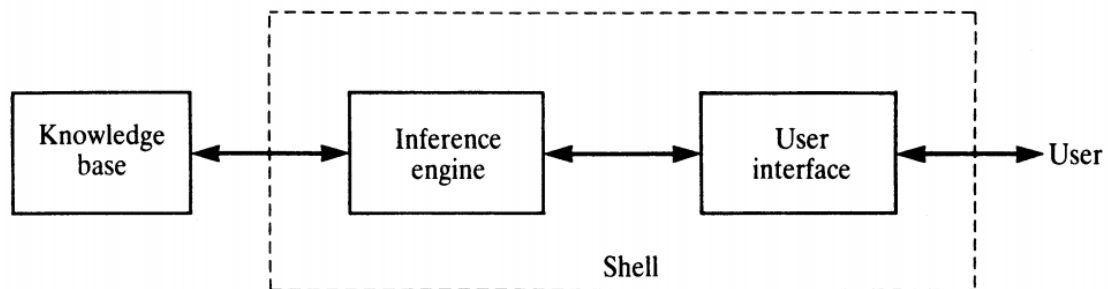 Knowledge
base
Inference
engine
User
interface
User
Shell